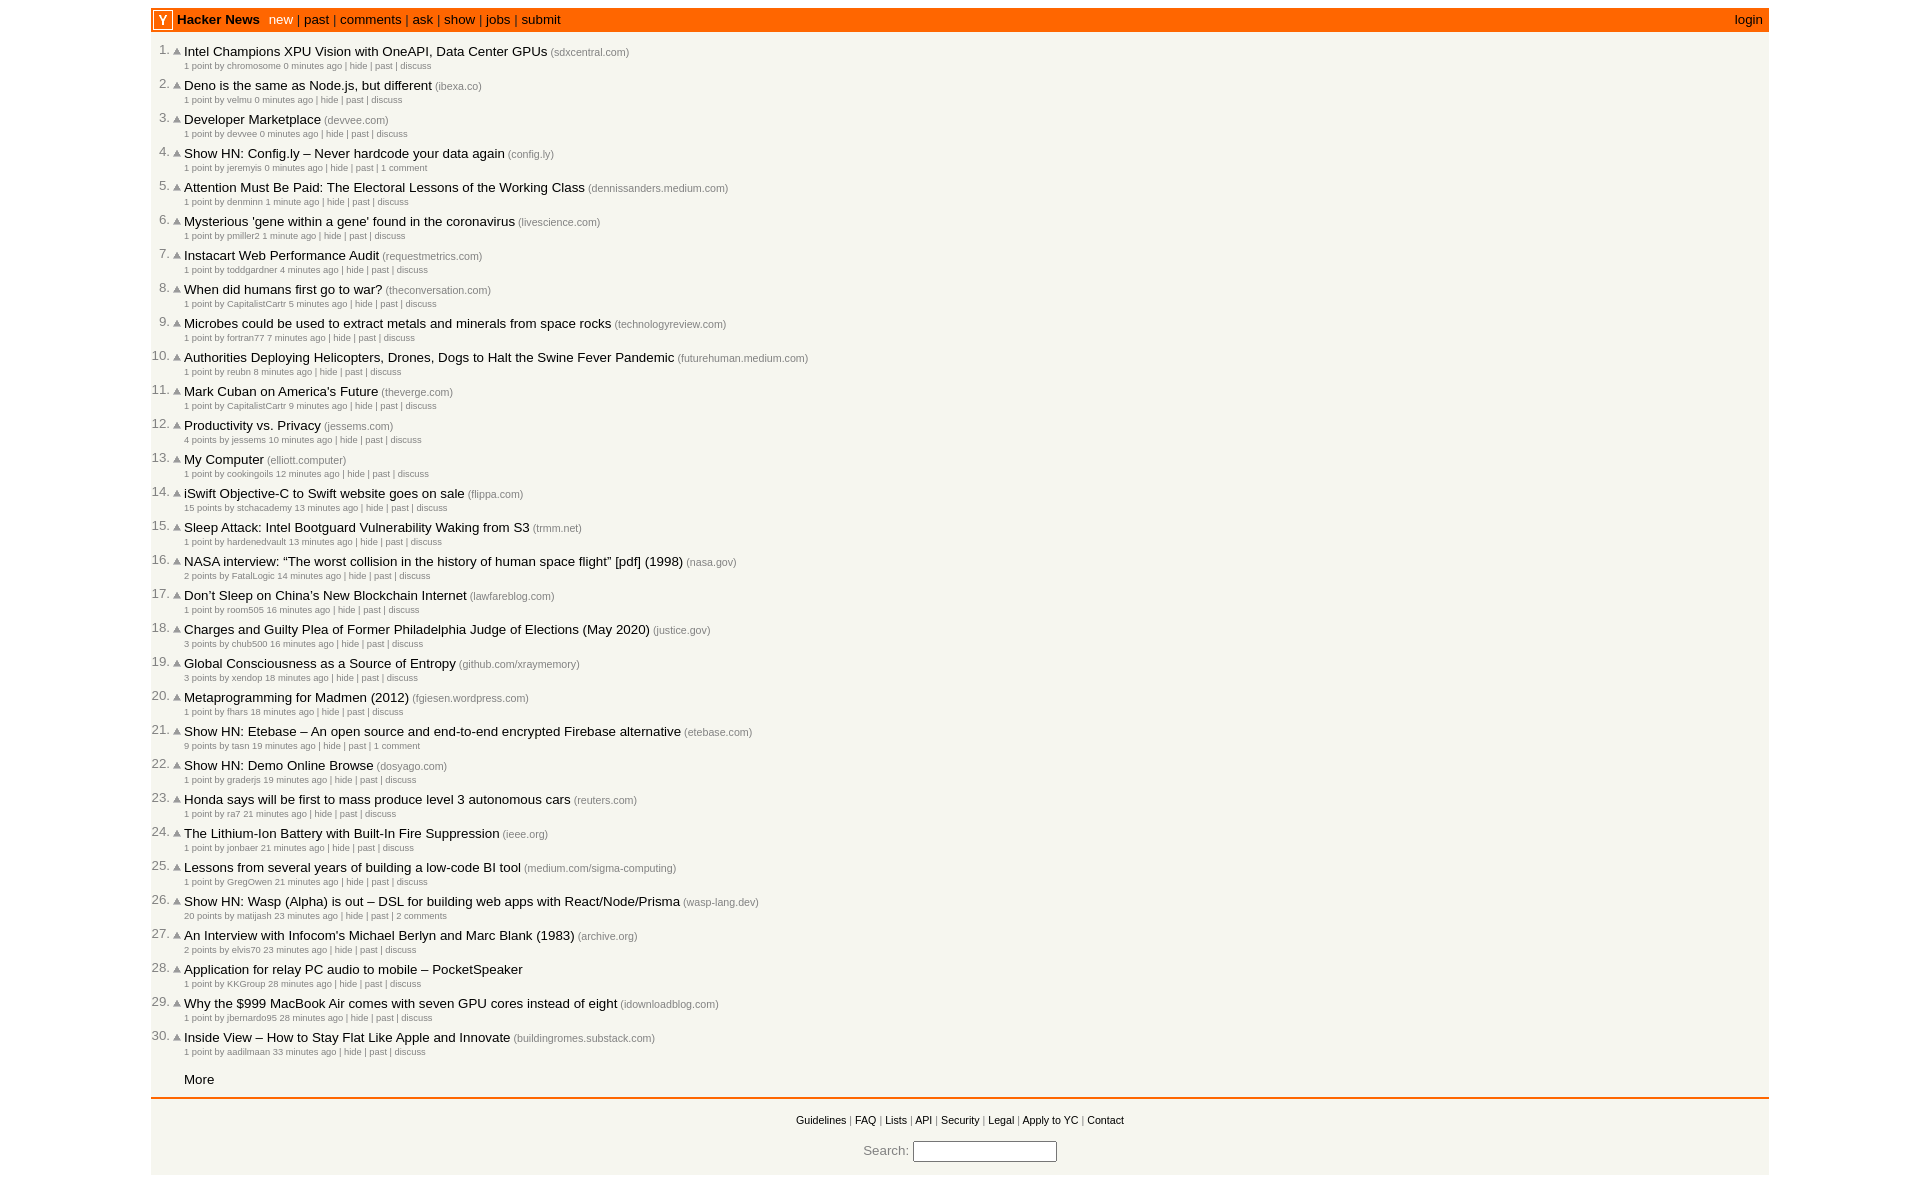 Y Hacker News new | past | comments | ask | show | jobs | submit login
1. Intel Champions XPU Vision with OneAPI, Data Center GPUs (sdxcentral.com)
1 point by chromosome 0 minutes ago | hide | past | discuss
2. Deno is the same as Node.js, but different (ibexa.co)
1 point by velmu 0 minutes ago | hide | past | discuss
3. Developer Marketplace (devvee.com)
1 point by devvee 0 minutes ago | hide | past | discuss
4. Show HN: Config.ly – Never hardcode your data again (config.ly)
1 point by jeremyis 0 minutes ago | hide | past | 1 comment
5. Attention Must Be Paid: The Electoral Lessons of the Working Class (dennissanders.medium.com)
1 point by denminn 1 minute ago | hide | past | discuss
6. Mysterious 'gene within a gene' found in the coronavirus (livescience.com)
1 point by pmiller2 1 minute ago | hide | past | discuss
7. Instacart Web Performance Audit (requestmetrics.com)
1 point by toddgardner 4 minutes ago | hide | past | discuss
8. When did humans first go to war? (theconversation.com)
1 point by CapitalistCartr 5 minutes ago | hide | past | discuss
9. Microbes could be used to extract metals and minerals from space rocks (technologyreview.com)
1 point by fortran77 7 minutes ago | hide | past | discuss
10. Authorities Deploying Helicopters, Drones, Dogs to Halt the Swine Fever Pandemic (futurehuman.medium.com)
1 point by reubn 8 minutes ago | hide | past | discuss
11. Mark Cuban on America's Future (theverge.com)
1 point by CapitalistCartr 9 minutes ago | hide | past | discuss
12. Productivity vs. Privacy (jessems.com)
4 points by jessems 10 minutes ago | hide | past | discuss
13. My Computer (elliott.computer)
1 point by cookingoils 12 minutes ago | hide | past | discuss
14. iSwift Objective-C to Swift website goes on sale (flippa.com)
15 points by stchacademy 13 minutes ago | hide | past | discuss
15. Sleep Attack: Intel Bootguard Vulnerability Waking from S3 (trmm.net)
1 point by hardenedvault 13 minutes ago | hide | past | discuss
16. NASA interview: “The worst collision in the history of human space flight” [pdf] (1998) (nasa.gov)
2 points by FatalLogic 14 minutes ago | hide | past | discuss
17. Don’t Sleep on China’s New Blockchain Internet (lawfareblog.com)
1 point by room505 16 minutes ago | hide | past | discuss
18. Charges and Guilty Plea of Former Philadelphia Judge of Elections (May 2020) (justice.gov)
3 points by chub500 16 minutes ago | hide | past | discuss
19. Global Consciousness as a Source of Entropy (github.com/xraymemory)
3 points by xendop 18 minutes ago | hide | past | discuss
20. Metaprogramming for Madmen (2012) (fgiesen.wordpress.com)
1 point by fhars 18 minutes ago | hide | past | discuss
21. Show HN: Etebase – An open source and end-to-end encrypted Firebase alternative (etebase.com)
9 points by tasn 19 minutes ago | hide | past | 1 comment
22. Show HN: Demo Online Browse (dosyago.com)
1 point by graderjs 19 minutes ago | hide | past | discuss
23. Honda says will be first to mass produce level 3 autonomous cars (reuters.com)
1 point by ra7 21 minutes ago | hide | past | discuss
24. The Lithium-Ion Battery with Built-In Fire Suppression (ieee.org)
1 point by jonbaer 21 minutes ago | hide | past | discuss
25. Lessons from several years of building a low-code BI tool (medium.com/sigma-computing)
1 point by GregOwen 21 minutes ago | hide | past | discuss
26. Show HN: Wasp (Alpha) is out – DSL for building web apps with React/Node/Prisma (wasp-lang.dev)
20 points by matijash 23 minutes ago | hide | past | 2 comments
27. An Interview with Infocom's Michael Berlyn and Marc Blank (1983) (archive.org)
2 points by elvis70 23 minutes ago | hide | past | discuss
28. Application for relay PC audio to mobile – PocketSpeaker
1 point by KKGroup 28 minutes ago | hide | past | discuss
29. Why the $999 MacBook Air comes with seven GPU cores instead of eight (idownloadblog.com)
1 point by jbernardo95 28 minutes ago | hide | past | discuss
30. Inside View – How to Stay Flat Like Apple and Innovate (buildingromes.substack.com)
1 point by aadilmaan 33 minutes ago | hide | past | discuss
More
Guidelines | FAQ | Lists | API | Security | Legal | Apply to YC | Contact
Search: